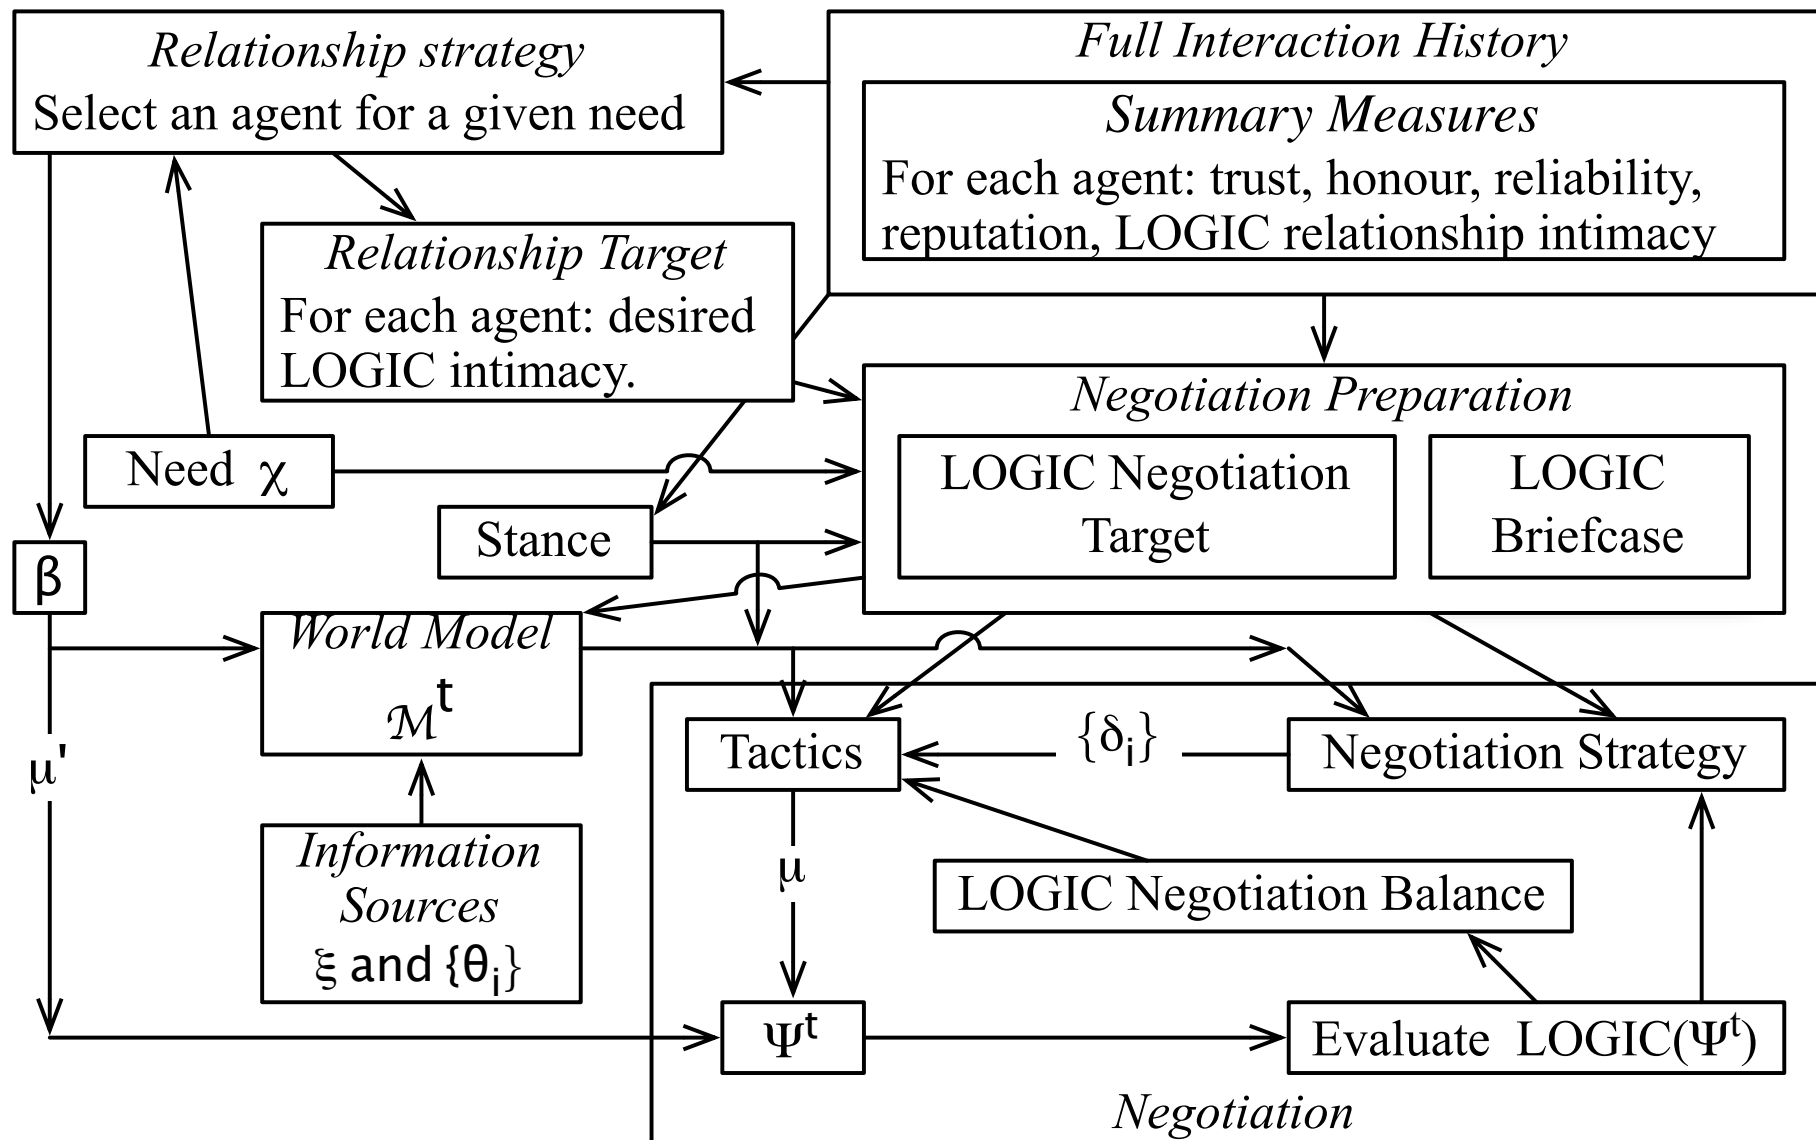 Relationship strategy
Select an agent for a given need
Full Interaction History
Summary Measures
For each agent: trust, honour, reliability,
reputation, LOGIC relationship intimacy
Relationship Target
For each agent: desired
LOGIC intimacy.
Negotiation Preparation
LOGIC Negotiation
Target
LOGIC
Briefcase
Need χ
Stance
β
World Model
ℳᵗ
μ'
Information
Sources
ξ and {θᵢ}
Tactics
{δᵢ}
Negotiation Strategy
μ
LOGIC Negotiation Balance
Ψᵗ
Evaluate LOGIC(Ψᵗ)
Negotiation